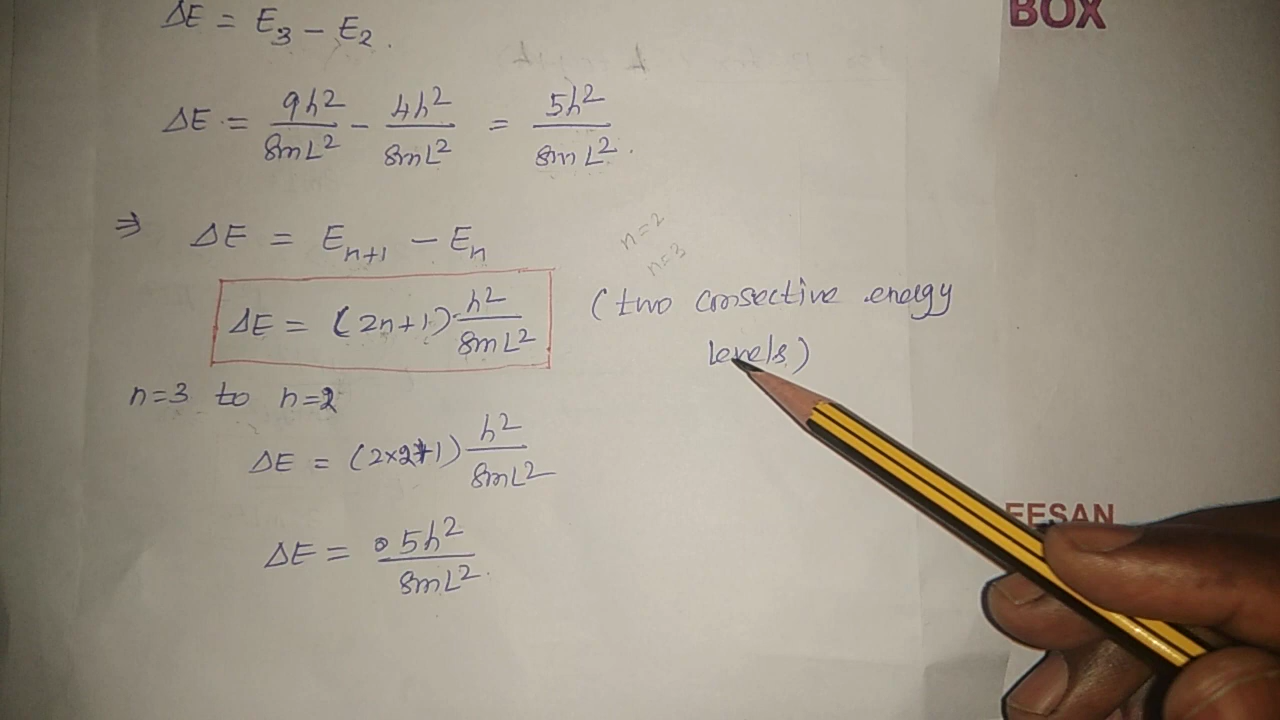 ΔE = E₃ - E₂.
BOX
ΔE = 9h²/8mL² - 4h²/8mL² = 5h²/8mL².
⇒ ΔE = Eₙ₊₁ - Eₙ
n=2
n=3
ΔE = (2n+1) h²/8mL² (two consective energy
levels)
n=3 to n=2
ΔE = (2×2+1) h²/8mL²
EESAN
ΔE = 5h²/8mL².